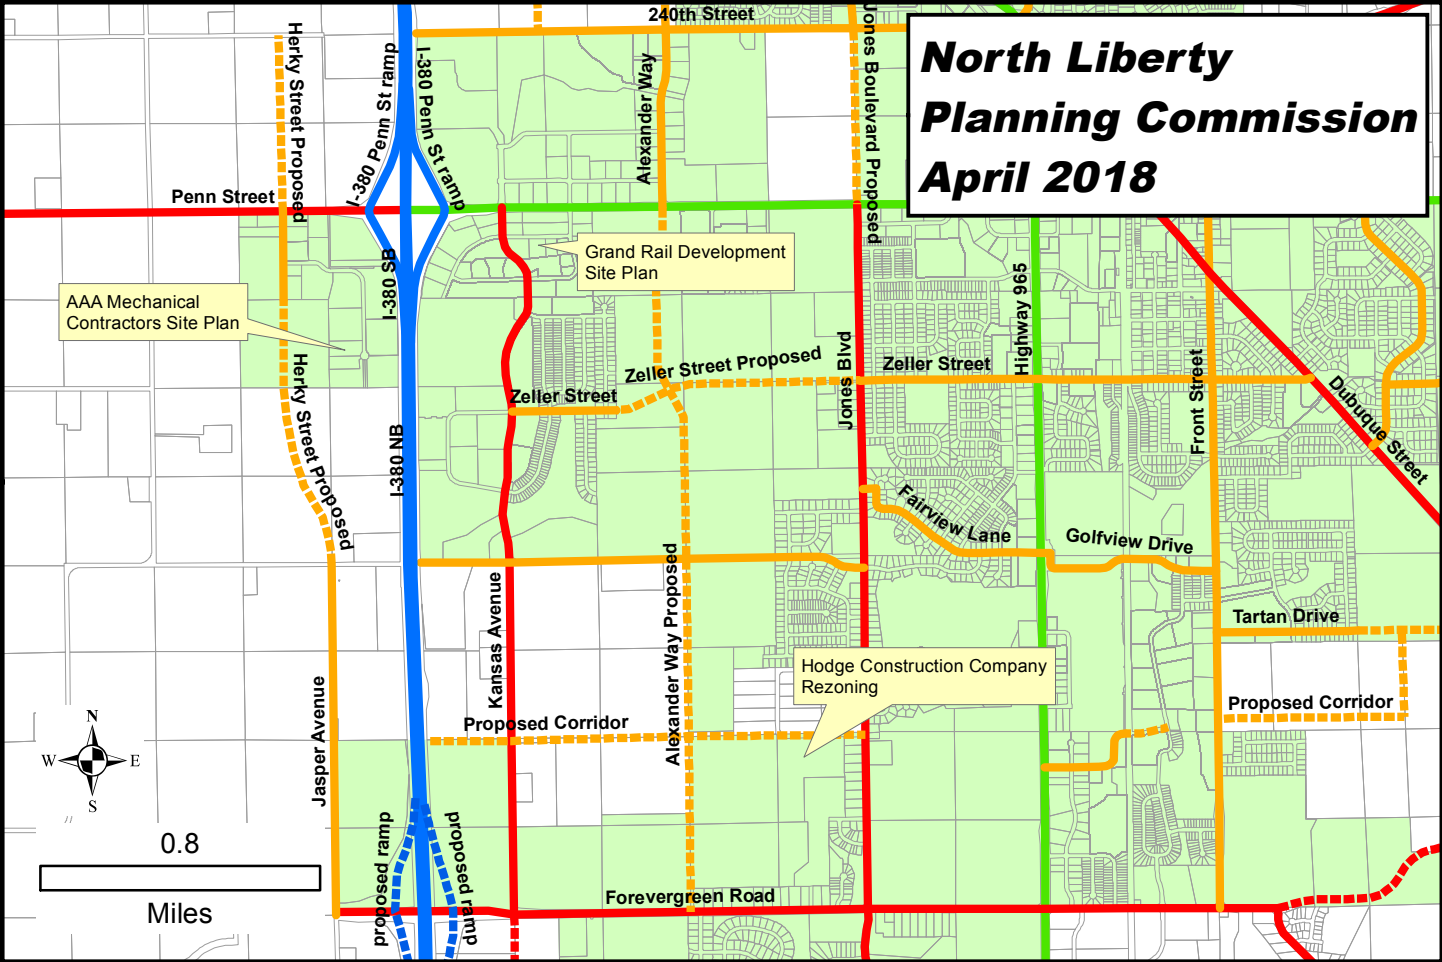 240th Street
North Liberty
Planning Commission
April 2018
Herky Street Proposed
I-380 Penn St ramp
I-380 Penn St ramp
Alexander Way
Jones Boulevard Proposed
Penn Street
I-380 SB
Grand Rail Development
Site Plan
AAA Mechanical
Contractors Site Plan
Highway 965
Herky Street Proposed
Zeller Street Proposed
Zeller Street
Zeller Street
Jones Blvd
Front Street
Dubuque Street
I-380 NB
Fairview Lane
Golfview Drive
Kansas Avenue
Alexander Way Proposed
Tartan Drive
Hodge Construction Company
Rezoning
Jasper Avenue
Proposed Corridor
Proposed Corridor
N
W
E
S
0.8
Miles
proposed ramp
proposed ramp
Forevergreen Road